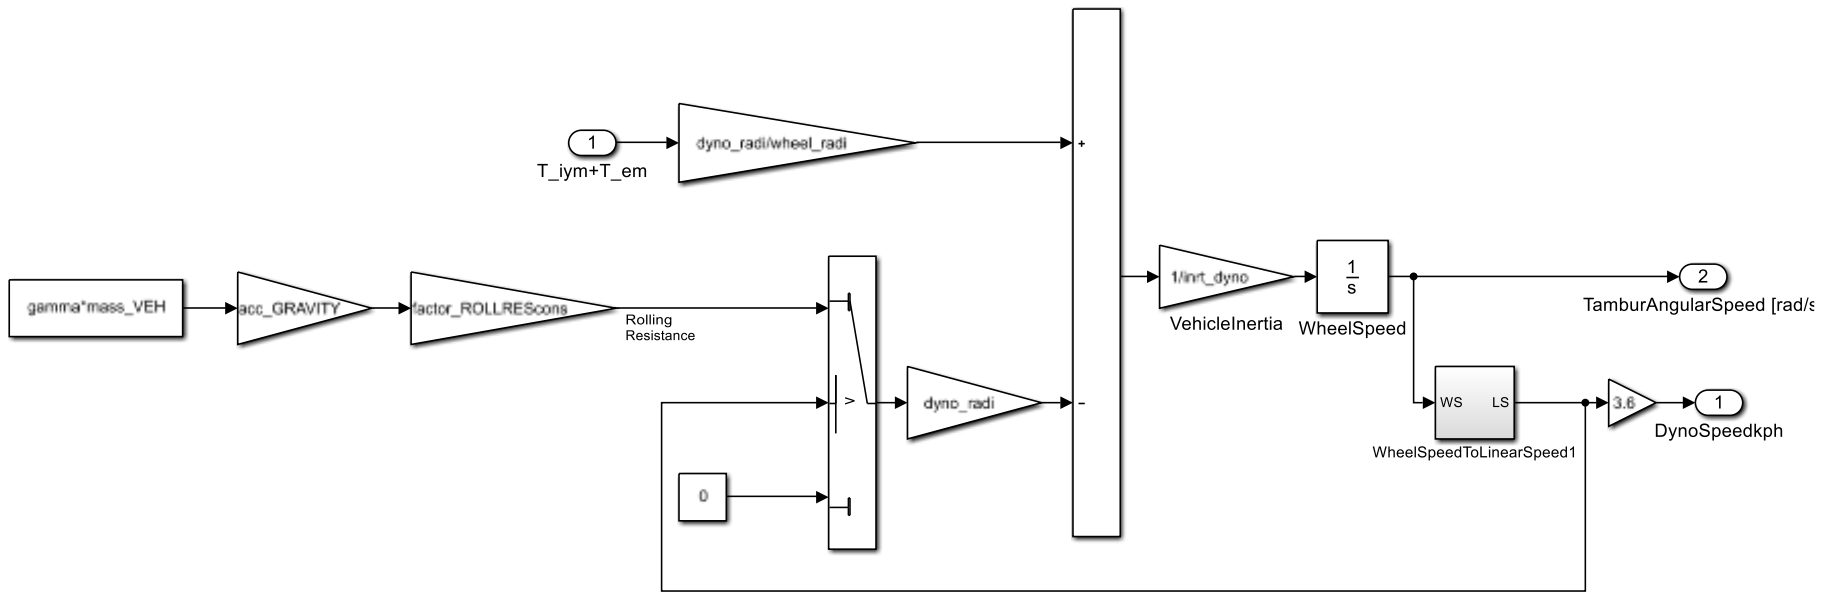 1
dyno_radi/wheel_radi
T_iym+T_em
+
gamma*mass_VEH
acc_GRAVITY
factor_ROLLREScons
Rolling
Resistance
>
dyno_radi
−
0
1/inrt_dyno
VehicleInertia
1
s
WheelSpeed
2
TamburAngularSpeed [rad/s
WS LS
WheelSpeedToLinearSpeed1
3.6
1
DynoSpeedkph